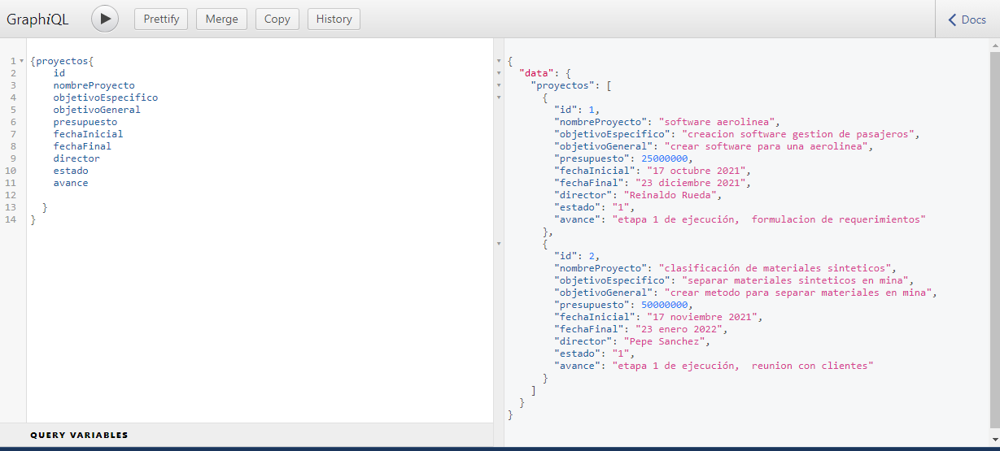 GraphiQL
Prettify
Merge
Copy
History
Docs
1 {proyectos{
2 id
3 nombreProyecto
4 objetivoEspecifico
5 objetivoGeneral
6 presupuesto
7 fechaInicial
8 fechaFinal
9 director
10 estado
11 avance
12
13 }
14 }
QUERY VARIABLES
{
"data": {
"proyectos": [
{
"id": 1,
"nombreProyecto": "software aerolinea",
"objetivoEspecifico": "creacion software gestion de pasajeros",
"objetivoGeneral": "crear software para una aerolinea",
"presupuesto": 25000000,
"fechaInicial": "17 octubre 2021",
"fechaFinal": "23 diciembre 2021",
"director": "Reinaldo Rueda",
"estado": "1",
"avance": "etapa 1 de ejecución,  formulacion de requerimientos"
},
{
"id": 2,
"nombreProyecto": "clasificación de materiales sinteticos",
"objetivoEspecifico": "separar materiales sinteticos en mina",
"objetivoGeneral": "crear metodo para separar materiales en mina",
"presupuesto": 50000000,
"fechaInicial": "17 noviembre 2021",
"fechaFinal": "23 enero 2022",
"director": "Pepe Sanchez",
"estado": "1",
"avance": "etapa 1 de ejecución,  reunion con clientes"
}
]
}
}